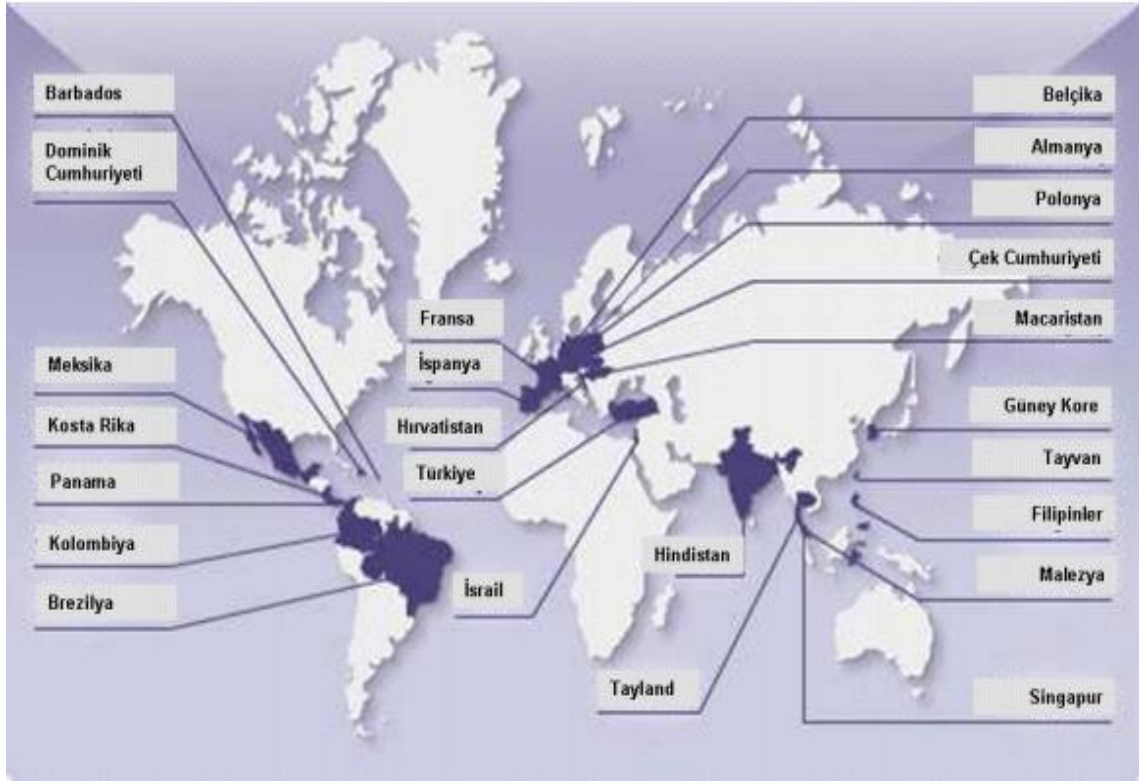 Barbados
Dominik
Cumhuriyeti
Meksika
Kosta Rika
Panama
Kolombiya
Brezilya
Fransa
İspanya
Hırvatistan
Türkiye
İsrail
Hindistan
Tayland
Belçika
Almanya
Polonya
Çek Cumhuriyeti
Macaristan
Güney Kore
Tayvan
Filipinler
Malezya
Singapur